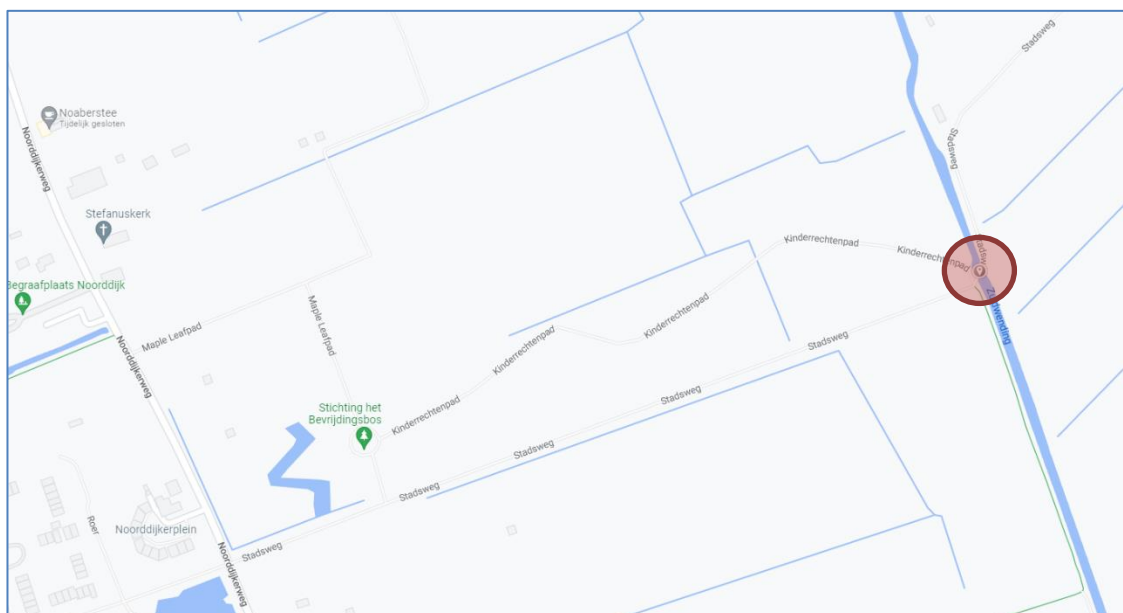 Stadsweg
Noaberstee
Tijdelijk gesloten
Noorddijkerweg
Stadsweg
Stefanuskerk
Kinderrechtenpad
Kinderrechtenpad
Stadsweg
Begraafplaats Noorddijk
Zuidwending
Maple Leafpad
Maple Leafpad
Kinderrechtenpad
Noorddijkerweg
Kinderrechtenpad
Stadsweg
Stadsweg
Stichting het
Bevrijdingsbos
Kinderrechtenpad
Stadsweg
Stadsweg
Roer
Noorddijkerplein
Stadsweg
Noorddijkerweg